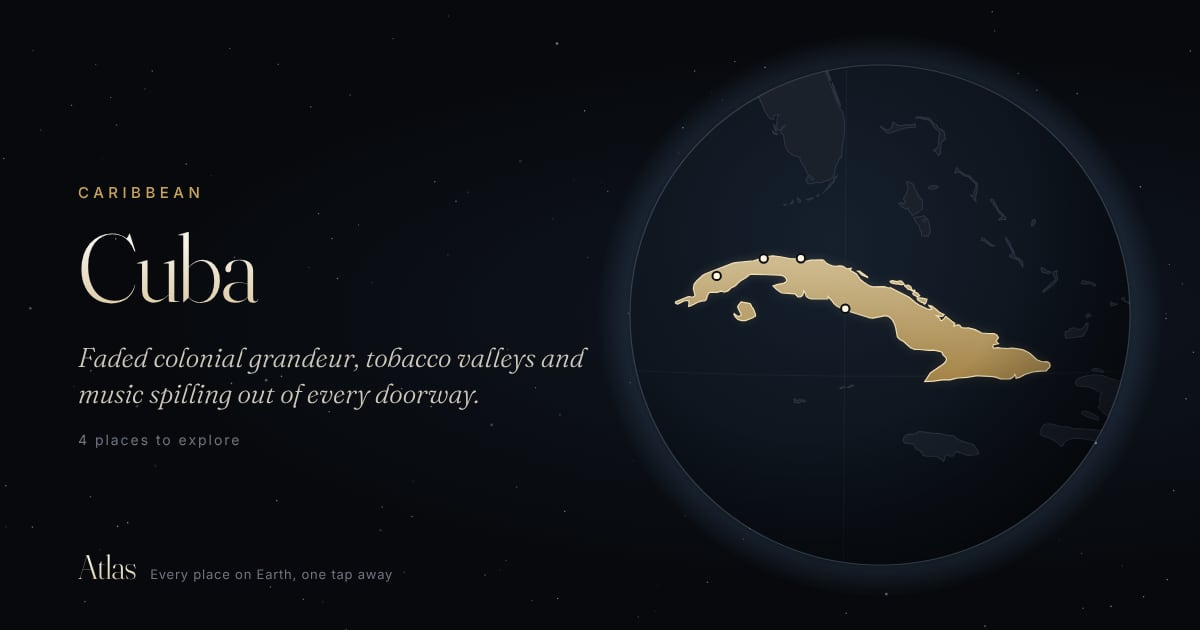 CARIBBEAN
Cuba
Faded colonial grandeur, tobacco valleys and
music spilling out of every doorway.
4 places to explore
Atlas Every place on Earth, one tap away